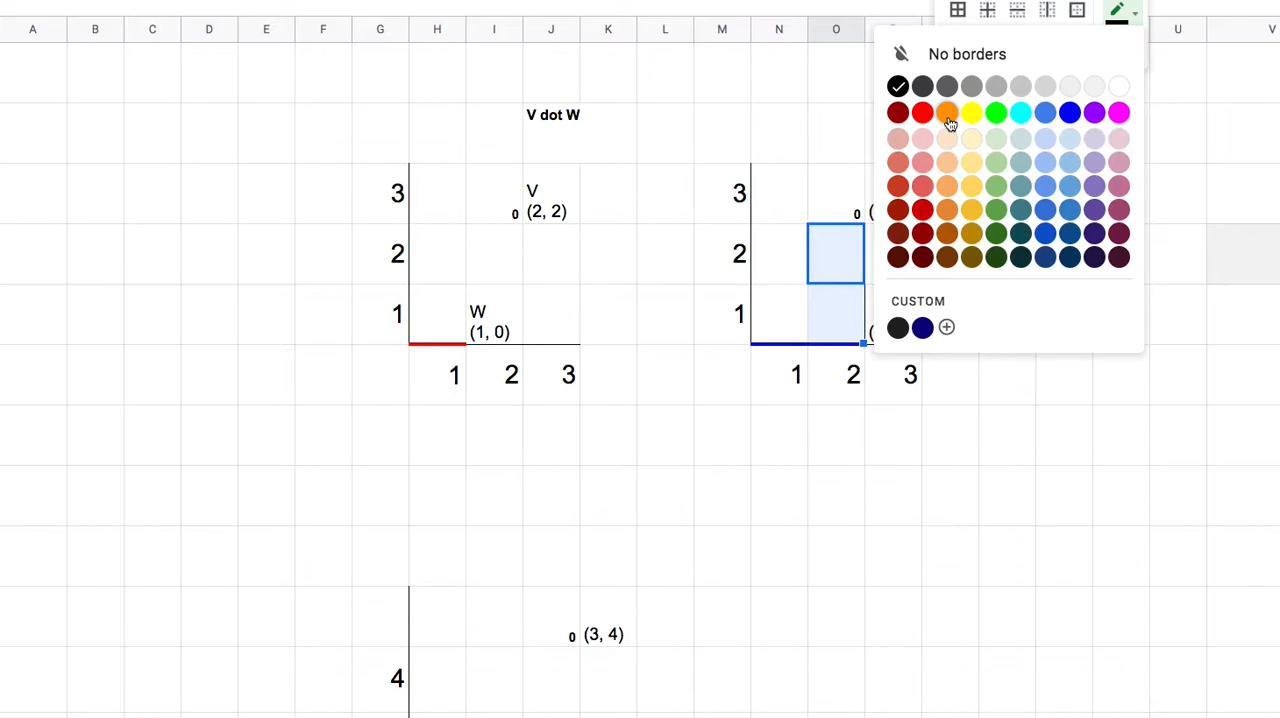 A B C D E F G H I J K L M N O U V
No borders
V dot W
3 V 3
0 (2, 2) 0 (
2 2
1 W 1
(1, 0) (
CUSTOM
1 2 3 1 2 3
0 (3, 4)
4